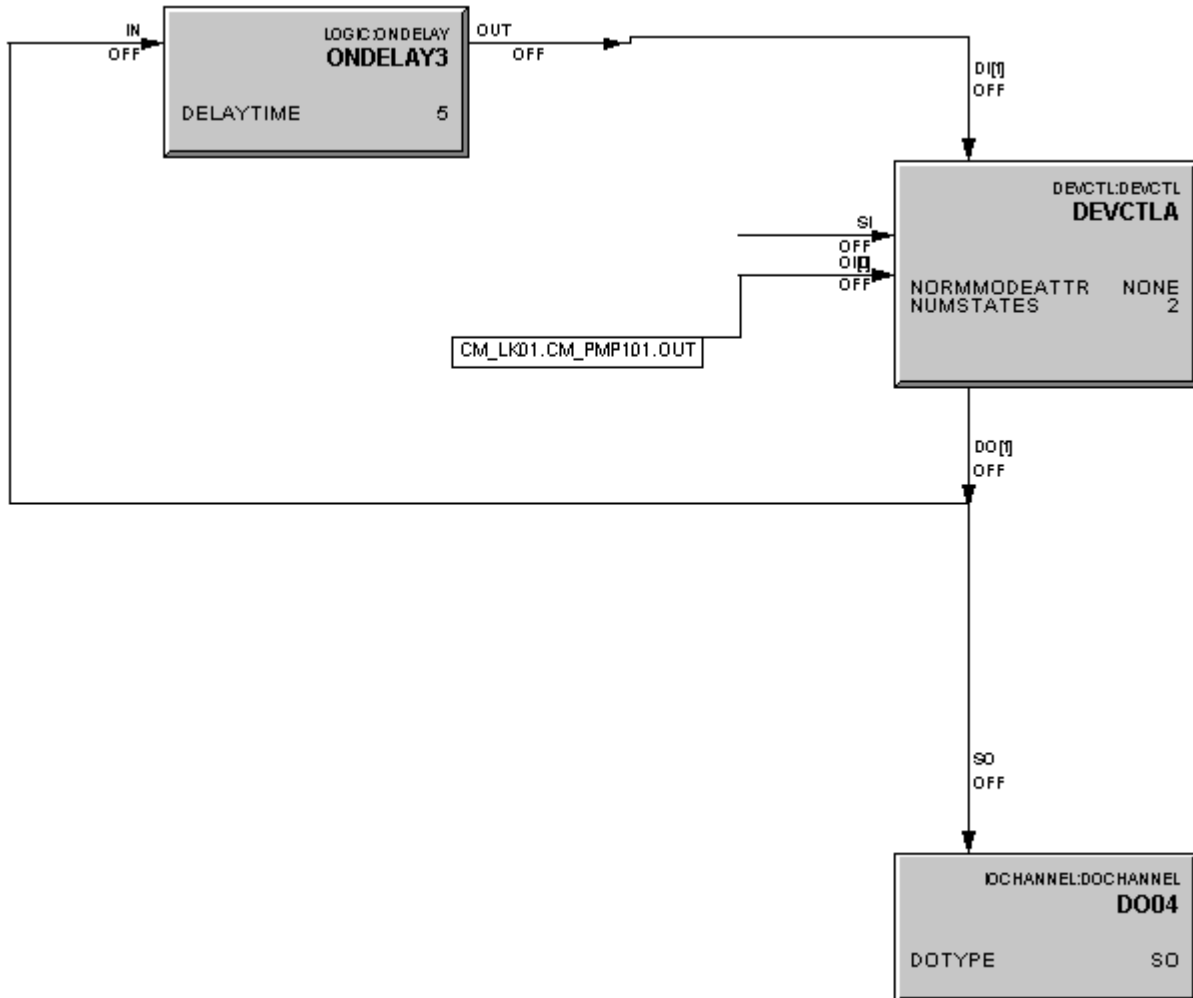 IN
OFF
LOGIC:ONDELAY
ONDELAY3
DELAYTIME 5
OUT
OFF
DI[1]
OFF
DEVCTL:DEVCTL
DEVCTLA
SI
OFF
OFF
NORMMODEATTR NONE
NUMSTATES 2
CM_LK01.CM_PMP101.OUT
DO[1]
OFF
SO
OFF
IOCHANNEL:DOCHANNEL
DO04
DOTYPE SO